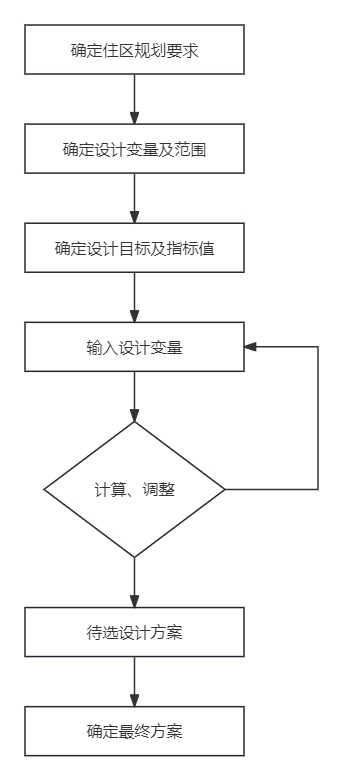 确定住区规划要求
确定设计变量及范围
确定设计目标及指标值
输入设计变量
计算、调整
待选设计方案
确定最终方案